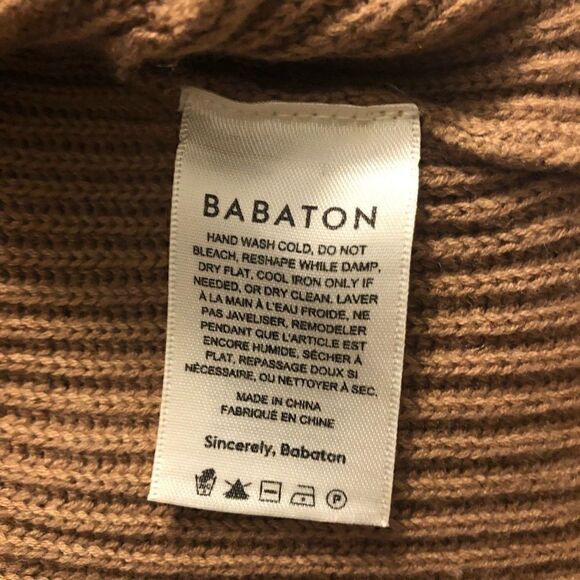 BABATON
HAND WASH COLD, DO NOT
BLEACH, RESHAPE WHILE DAMP,
DRY FLAT, COOL IRON ONLY IF
NEEDED, OR DRY CLEAN. LAVER
À LA MAIN À L'EAU FROIDE, NE
PAS JAVELISER, REMODELER
PENDANT QUE L'ARTICLE EST
ENCORE HUMIDE, SÉCHER À
PLAT, REPASSAGE DOUX SI
NÉCESSAIRE, OU NETTOYER À SEC.
MADE IN CHINA
FABRIQUÉ EN CHINE
Sincerely, Babaton
P